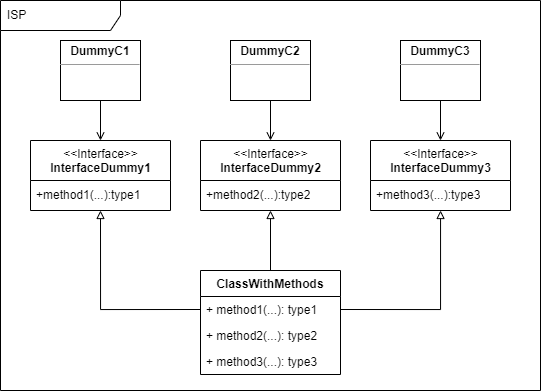 ISP
DummyC1
DummyC2
DummyC3
<<Interface>>
InterfaceDummy1
+method1(...):type1
<<Interface>>
InterfaceDummy2
+method2(...):type2
<<Interface>>
InterfaceDummy3
+method3(...):type3
ClassWithMethods
+ method1(...): type1
+ method2(...): type2
+ method3(...): type3